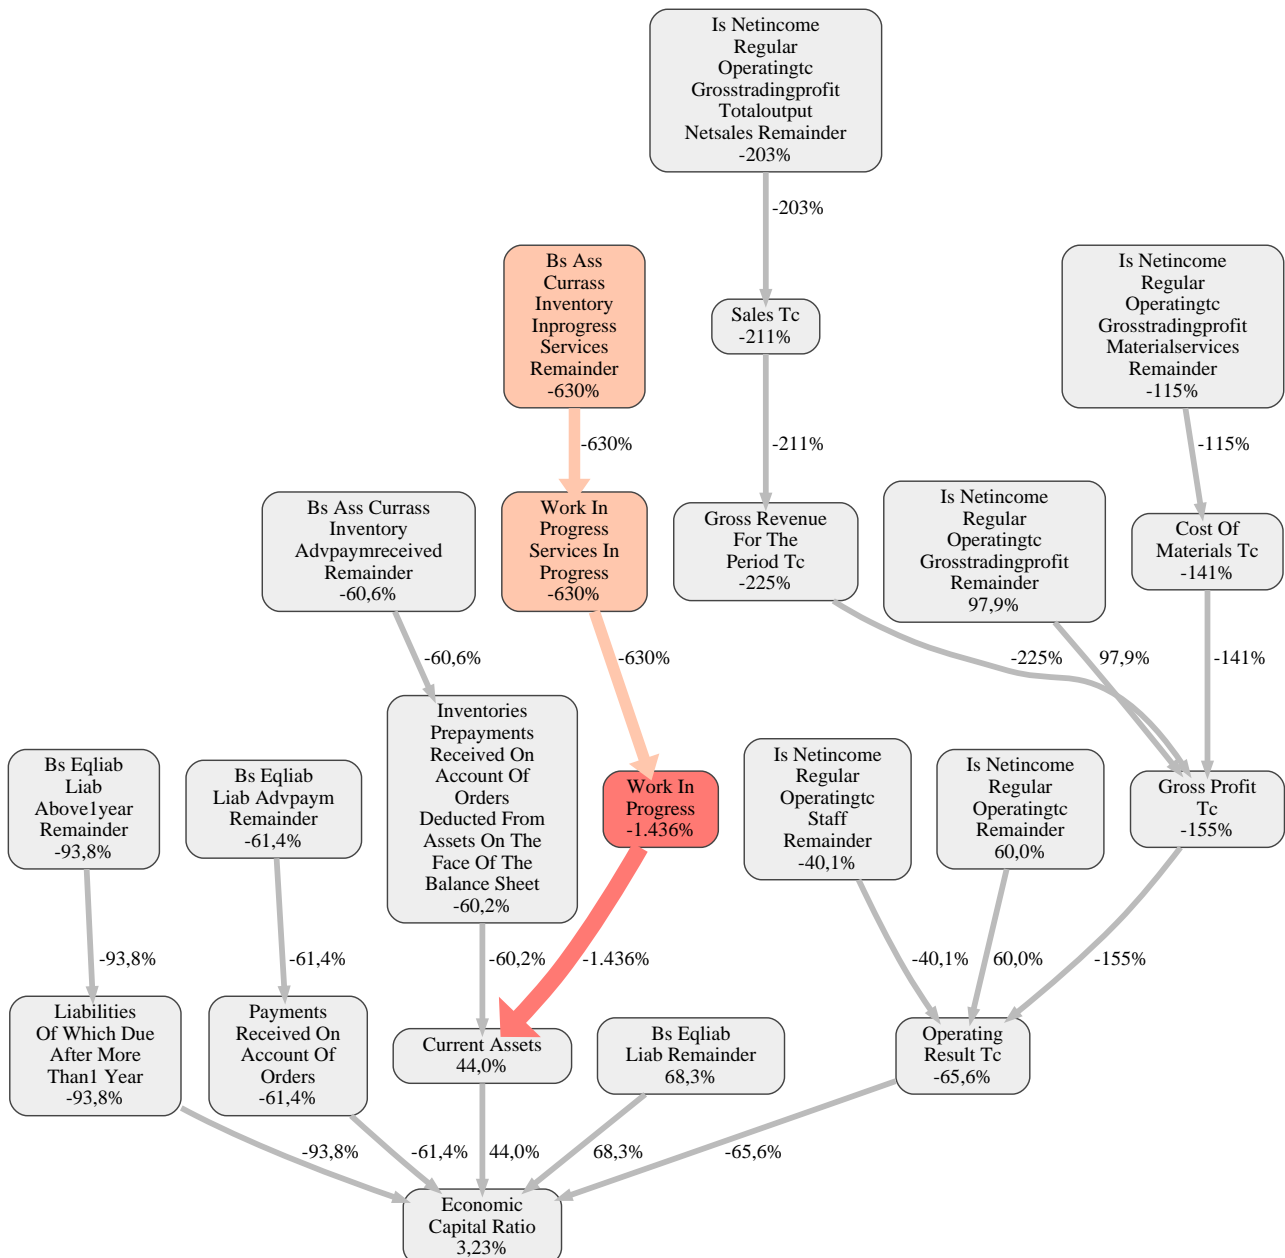 Is Netincome
Regular
Operatingtc
Grosstradingprofit
Totaloutput
Netsales Remainder
-203%
-203%
Bs Ass
Currass
Inventory
Inprogress
Services
Remainder
-630%
Sales Tc
-211%
Is Netincome
Regular
Operatingtc
Grosstradingprofit
Materialservices
Remainder
-115%
-630%
-211%
-115%
Bs Ass Currass
Inventory
Advpaymreceived
Remainder
-60,6%
Work In
Progress
Services In
Progress
-630%
Gross Revenue
For The
Period Tc
-225%
Is Netincome
Regular
Operatingtc
Grosstradingprofit
Remainder
97,9%
Cost Of
Materials Tc
-141%
-60,6%
-630%
-225%
97,9%
-141%
Bs Eqliab
Liab
Above1year
Remainder
-93,8%
Bs Eqliab
Liab Advpaym
Remainder
-61,4%
Inventories
Prepayments
Received On
Account Of
Orders
Deducted From
Assets On The
Face Of The
Balance Sheet
-60,2%
Work In
Progress
-1.436%
Is Netincome
Regular
Operatingtc
Staff
Remainder
-40,1%
Is Netincome
Regular
Operatingtc
Remainder
60,0%
Gross Profit
Tc
-155%
-93,8%
-61,4%
-60,2%
-1.436%
-40,1%
60,0%
-155%
Liabilities
Of Which Due
After More
Than1 Year
-93,8%
Payments
Received On
Account Of
Orders
-61,4%
Current Assets
44,0%
Bs Eqliab
Liab Remainder
68,3%
Operating
Result Tc
-65,6%
-93,8%
-61,4%
44,0%
68,3%
-65,6%
Economic
Capital Ratio
3,23%